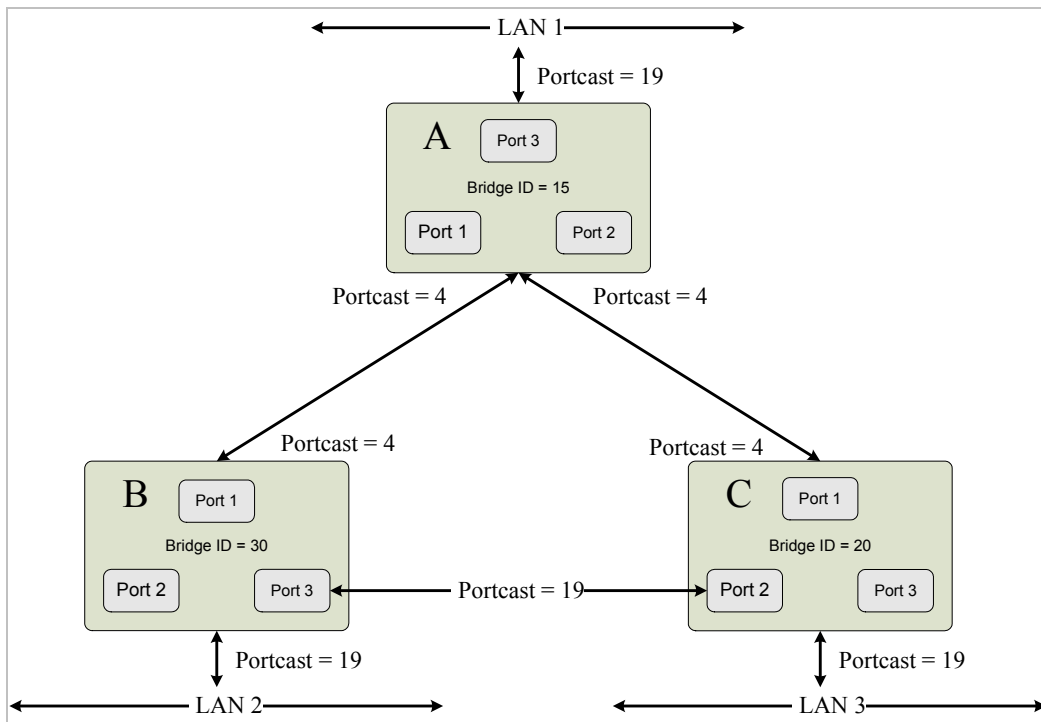 LAN 1
Portcast = 19
A
Port 3
Bridge ID = 15
Port 1
Port 2
Portcast = 4
Portcast = 4
Portcast = 4
Portcast = 4
B
Port 1
Bridge ID = 30
Port 2
Port 3
Portcast = 19
C
Port 1
Bridge ID = 20
Port 2
Port 3
Portcast = 19
Portcast = 19
LAN 2
LAN 3